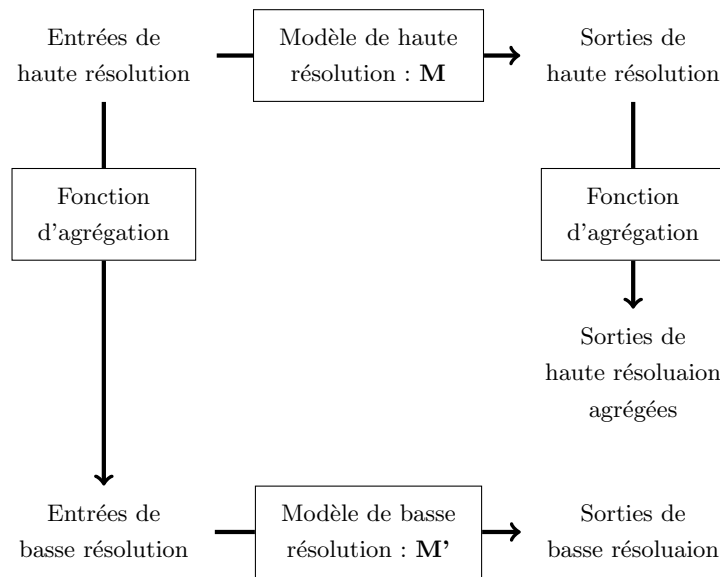 Entrées de
haute résolution
Modèle de haute
résolution : M
Sorties de
haute résolution
Fonction
d'agrégation
Fonction
d'agrégation
Sorties de
haute résoluaion
agrégées
Entrées de
basse résolution
Modèle de basse
résolution : M'
Sorties de
basse résoluaion